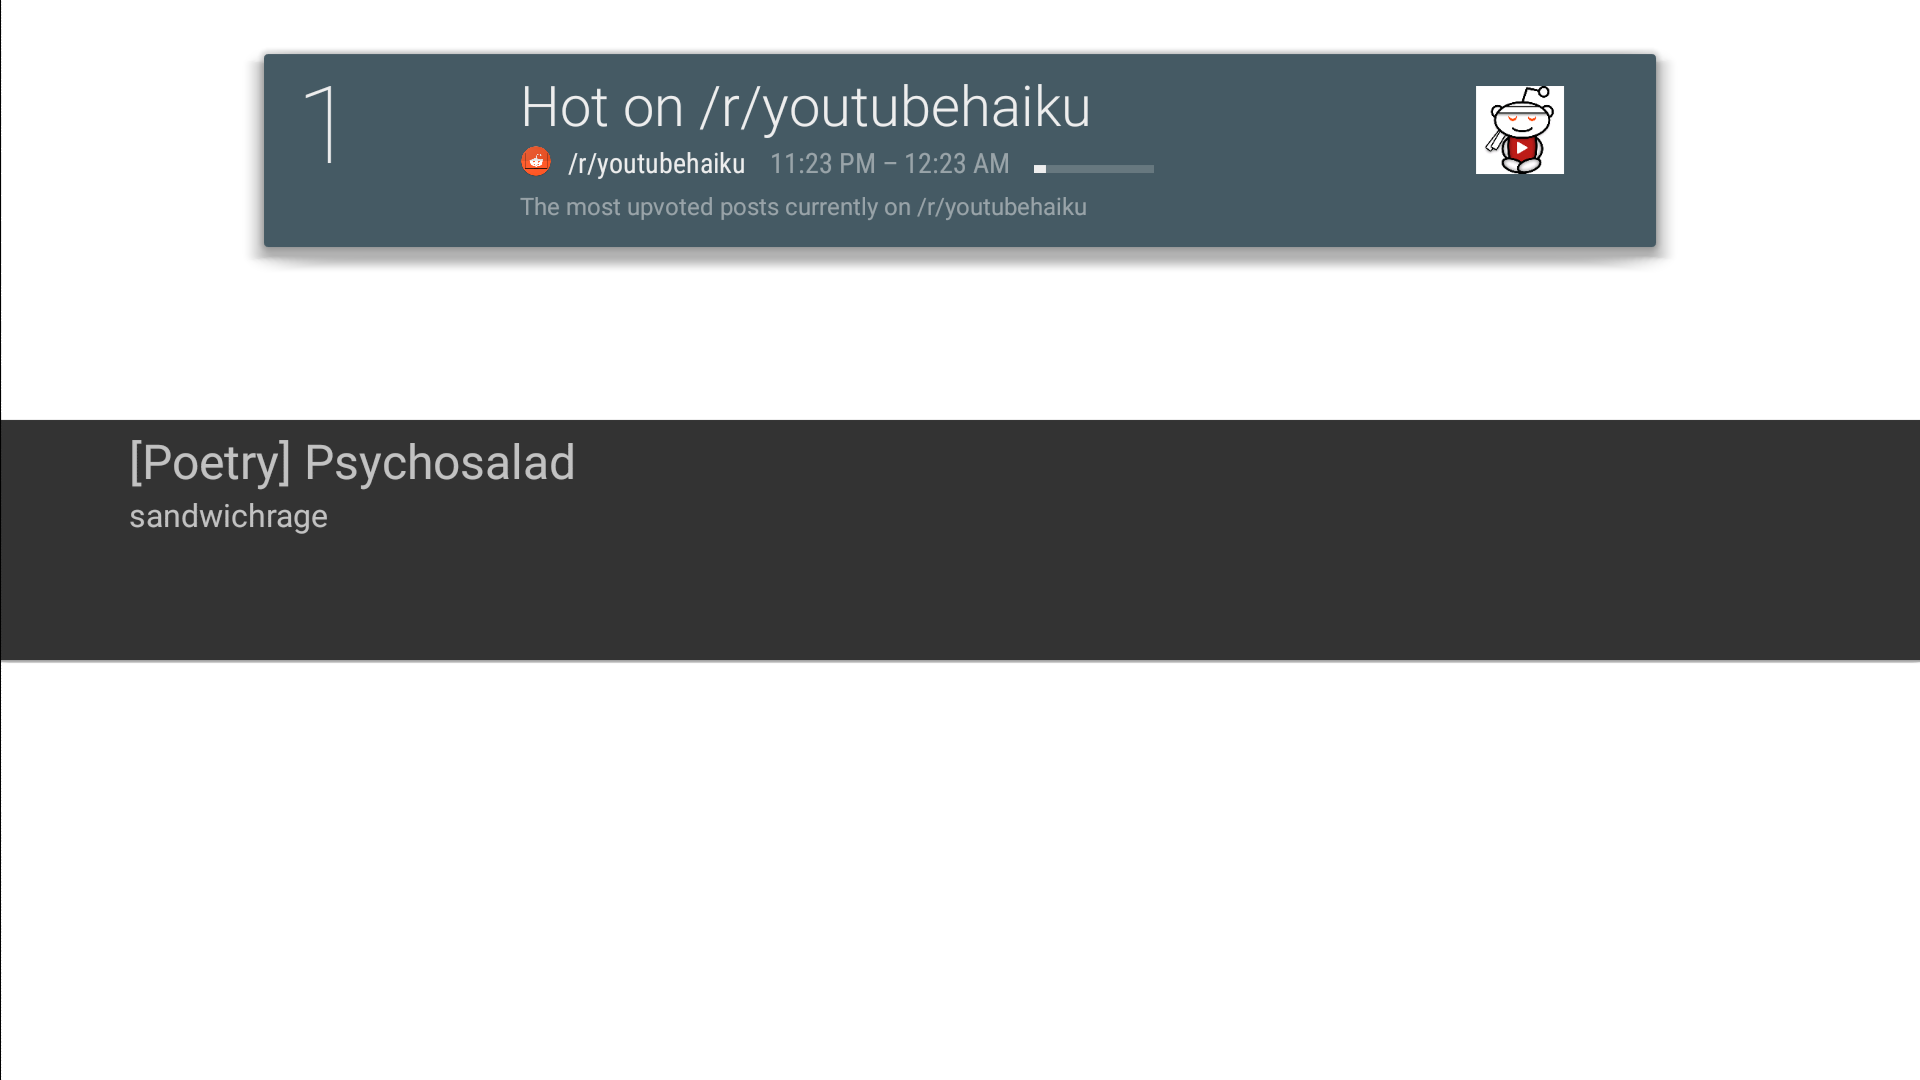 1
Hot on /r/youtubehaiku
/r/youtubehaiku 11:23 PM – 12:23 AM
The most upvoted posts currently on /r/youtubehaiku
[Poetry] Psychosalad
sandwichrage